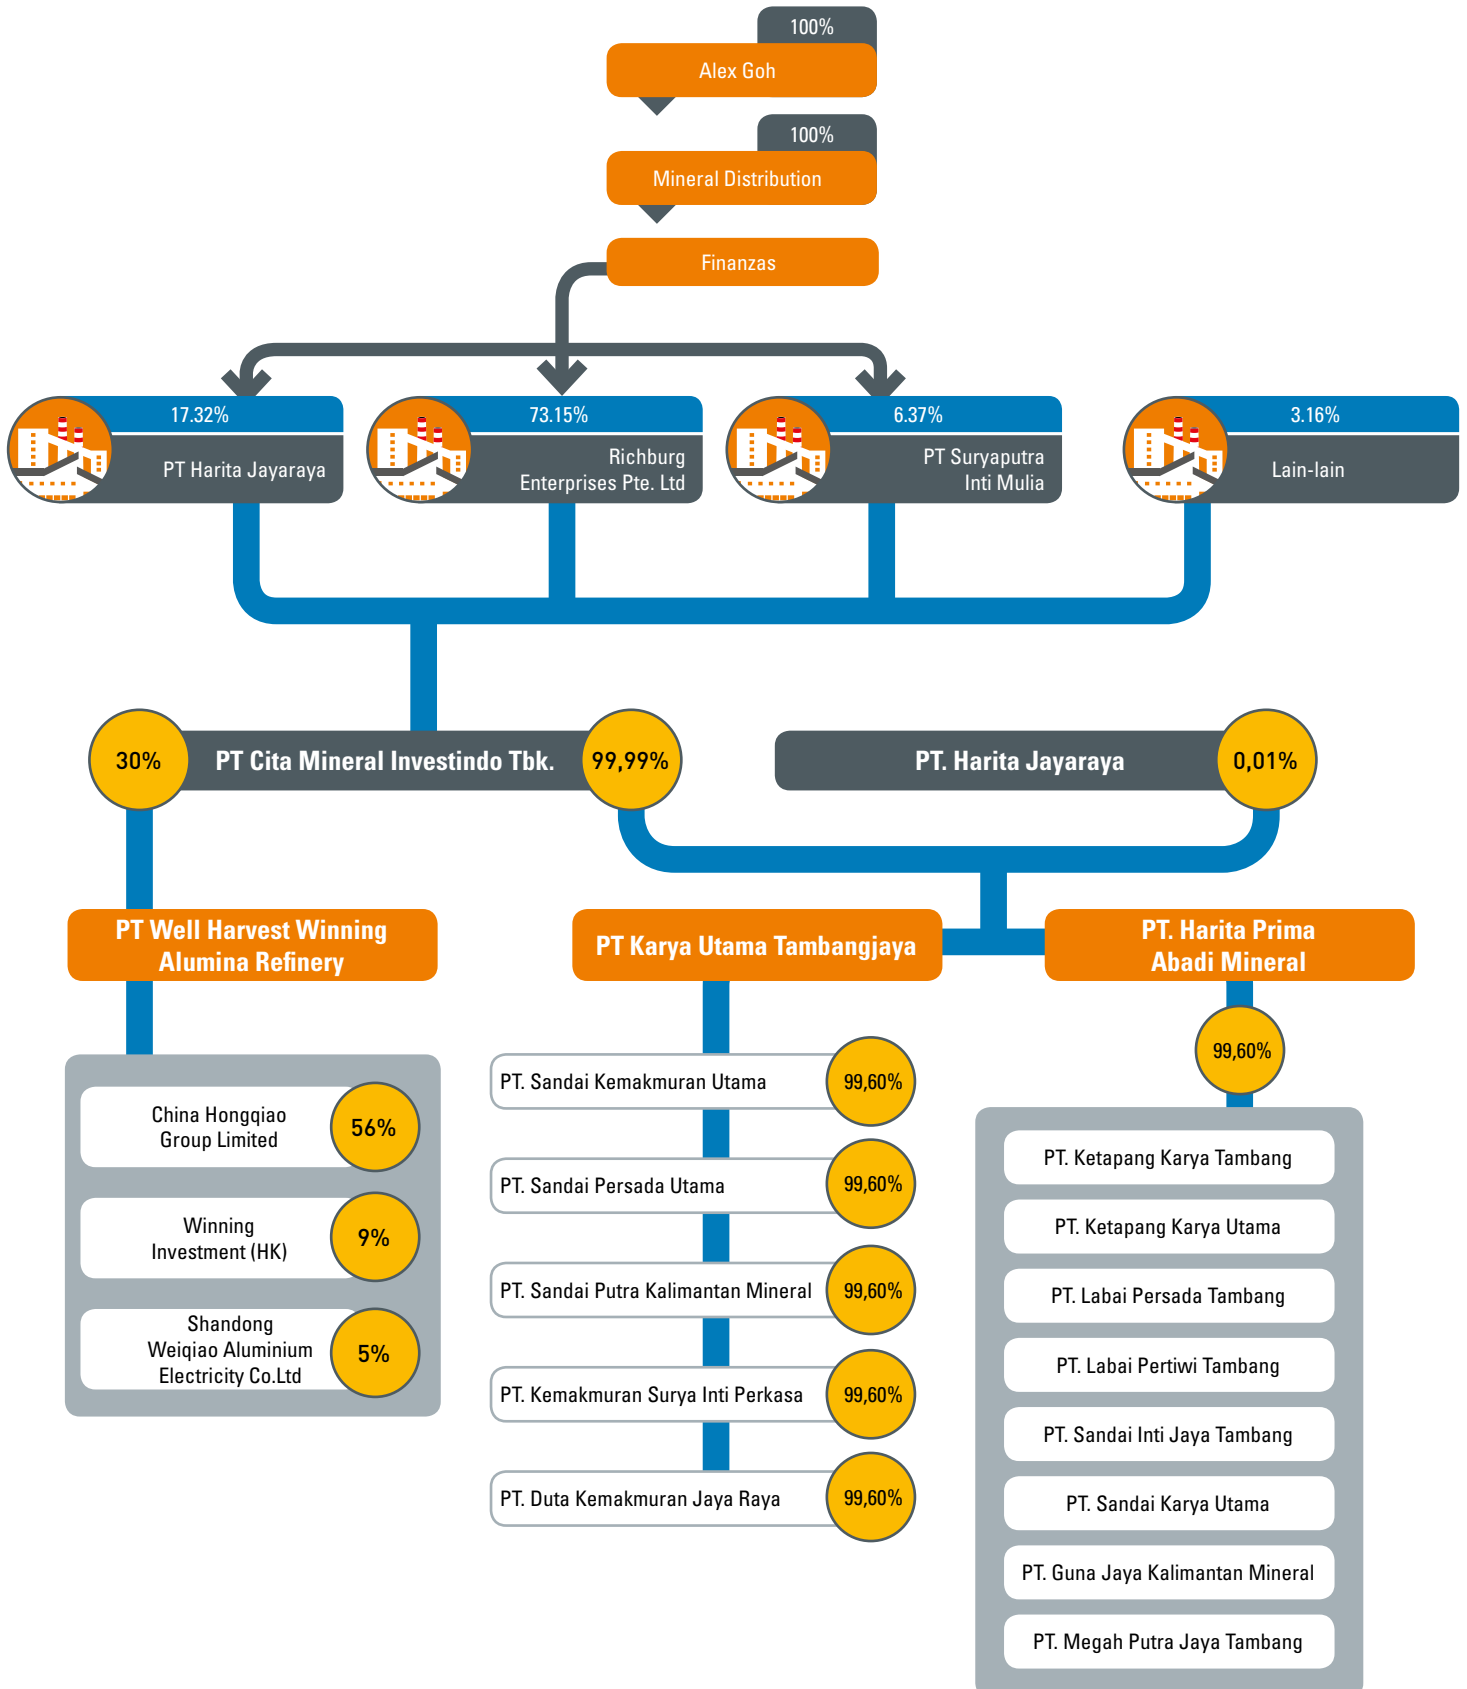 100%
Alex Goh
100%
Mineral Distribution
Finanzas
17.32%
PT Harita Jayaraya
73.15%
Richburg
Enterprises Pte. Ltd
6.37%
PT Suryaputra
Inti Mulia
3.16%
Lain-lain
30%
PT Cita Mineral Investindo Tbk.
99,99%
PT. Harita Jayaraya
0,01%
PT Well Harvest Winning
Alumina Refinery
China Hongqiao
Group Limited
56%
Winning
Investment (HK)
9%
Shandong
Weiqiao Aluminium
Electricity Co.Ltd
5%
PT Karya Utama Tambangjaya
PT. Sandai Kemakmuran Utama
99,60%
PT. Sandai Persada Utama
99,60%
PT. Sandai Putra Kalimantan Mineral
99,60%
PT. Kemakmuran Surya Inti Perkasa
99,60%
PT. Duta Kemakmuran Jaya Raya
99,60%
PT. Harita Prima
Abadi Mineral
99,60%
PT. Ketapang Karya Tambang
PT. Ketapang Karya Utama
PT. Labai Persada Tambang
PT. Labai Pertiwi Tambang
PT. Sandai Inti Jaya Tambang
PT. Sandai Karya Utama
PT. Guna Jaya Kalimantan Mineral
PT. Megah Putra Jaya Tambang